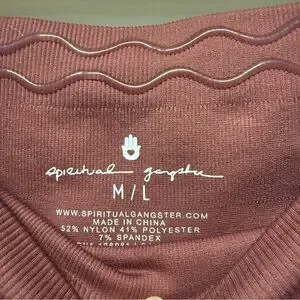 spiritual gangster
M/L
WWW.SPIRITUALGANGSTER.COM
MADE IN CHINA
52% NYLON 41% POLYESTER
7% SPANDEX